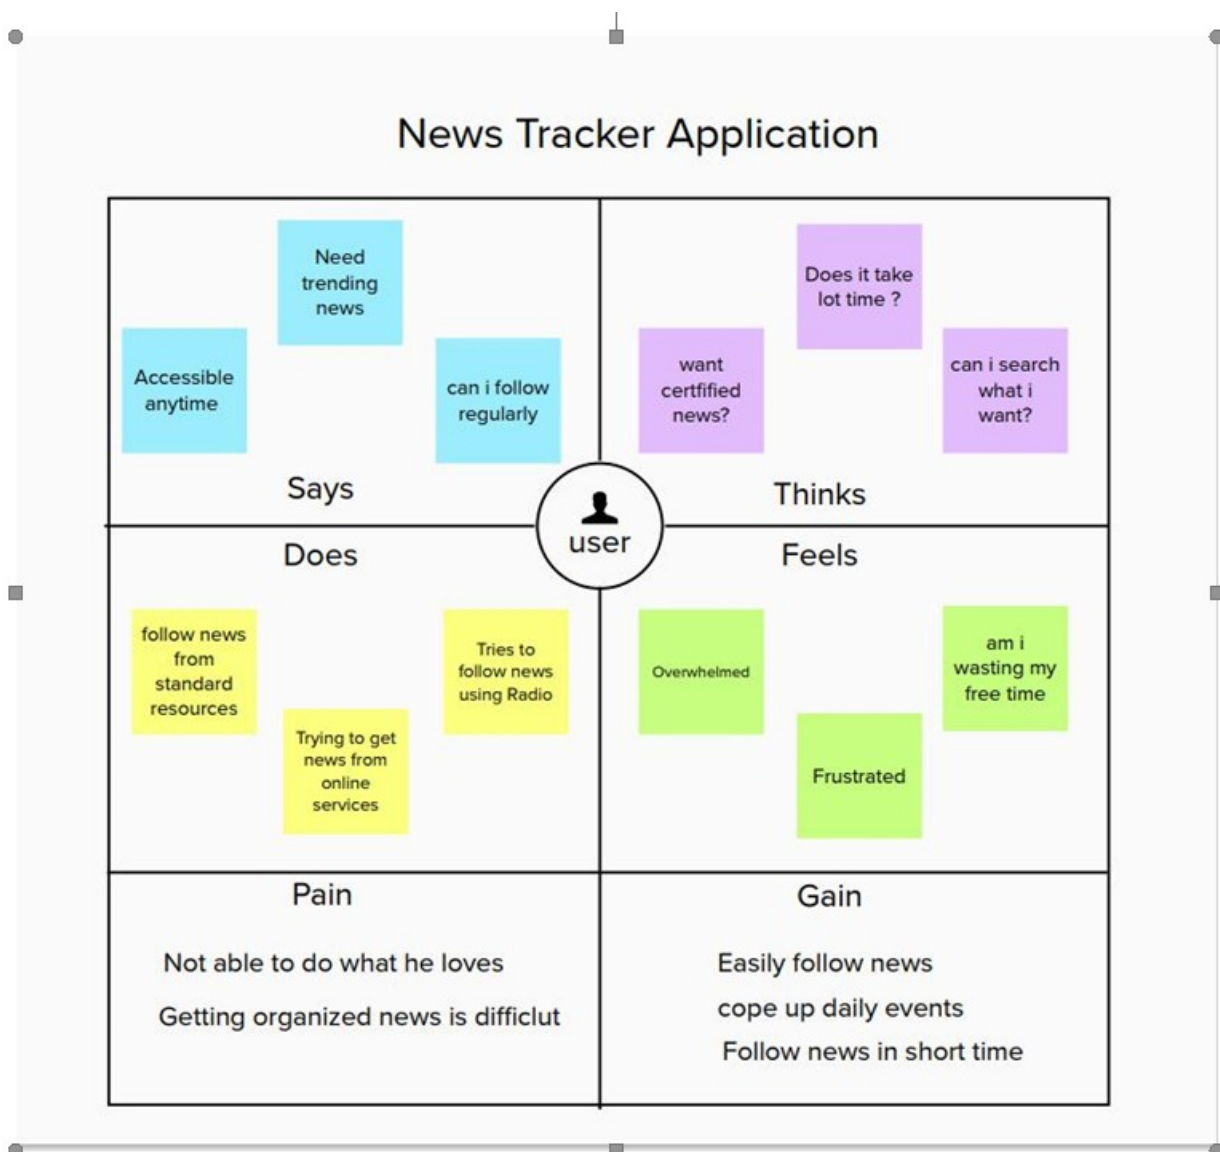 News Tracker Application
Need
trending
news
Accessible
anytime
can i follow
regularly
Says
Does it take
lot time ?
want
certfified
news?
can i search
what i
want?
Thinks
user
Does
follow news
from
standard
resources
Trying to get
news from
online
services
Tries to
follow news
using Radio
Feels
Overwhelmed
Frustrated
am i
wasting my
free time
Pain
Not able to do what he loves
Getting organized news is difficlut
Gain
Easily follow news
cope up daily events
Follow news in short time